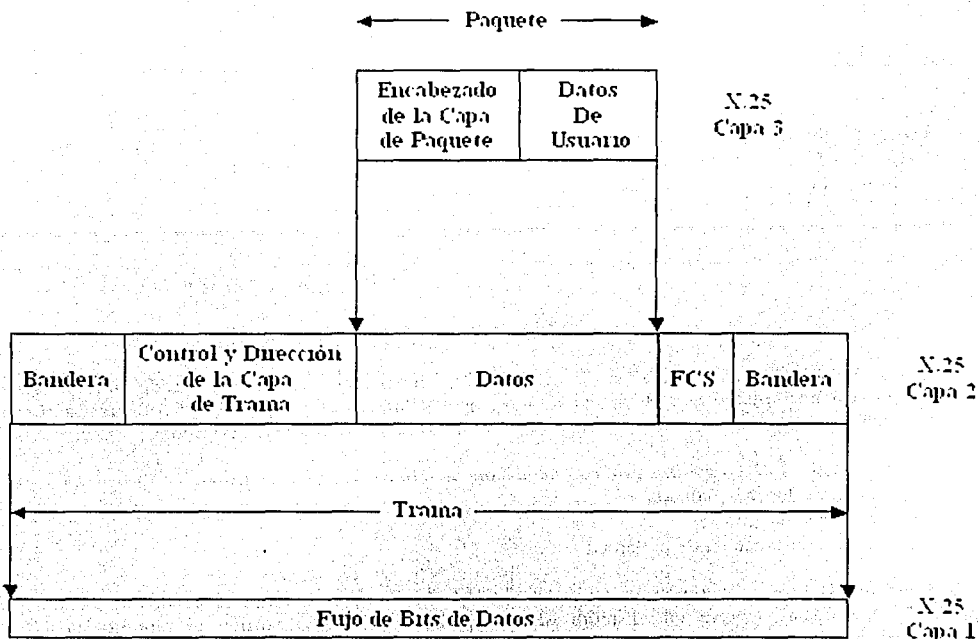 Paquete
Encabezado
de la Capa
de Paquete
Datos
De
Usuario
X.25
Capa 3
Bandera
Control y Dirección
de la Capa
de Trama
Datos
FCS
Bandera
X.25
Capa 2
Trama
Fujo de Bits de Datos
X.25
Capa 1